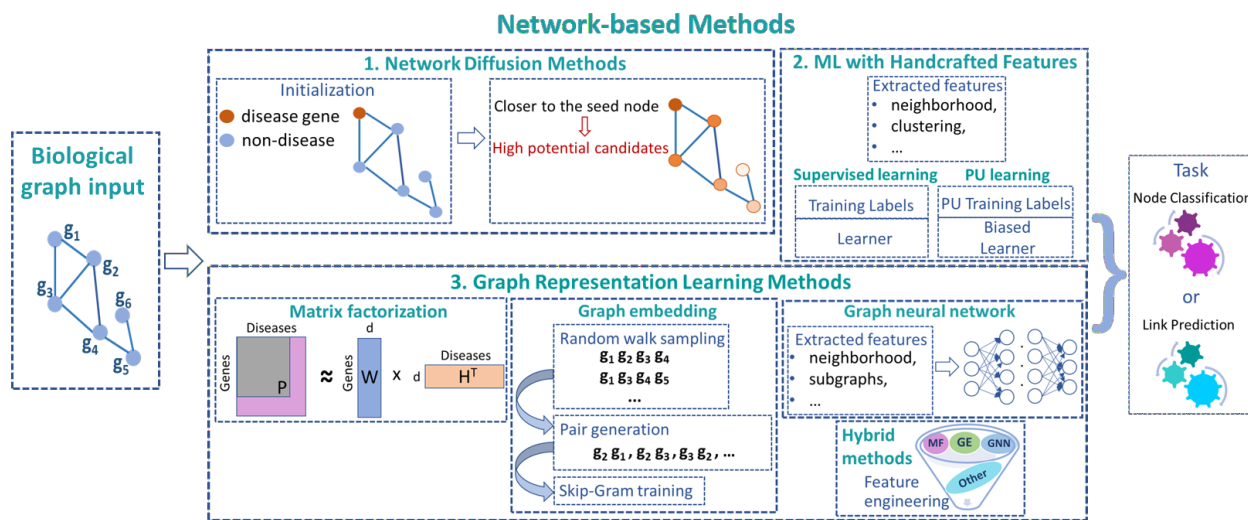 Network-based Methods
Biological
graph input
g1
g2
g3
g6
g4
g5
1. Network Diffusion Methods
Initialization
disease gene
non-disease
Closer to the seed node
High potential candidates
2. ML with Handcrafted Features
Extracted features
• neighborhood,
• clustering,
• ...
Supervised learning
Training Labels
Learner
PU learning
PU Training Labels
Biased
Learner
3. Graph Representation Learning Methods
Matrix factorization
Diseases
Genes
P
≈
d
Genes
W
x
Diseases
d
H^T
Graph embedding
Random walk sampling
g1 g2 g3 g4
g1 g3 g4 g5
...
Pair generation
g2 g1, g2 g3, g3 g2, ...
Skip-Gram training
Graph neural network
Extracted features
• neighborhood,
• subgraphs,
• ...
Hybrid
methods
Feature
engineering
MF
GE
GNN
Other
Task
Node Classification
or
Link Prediction